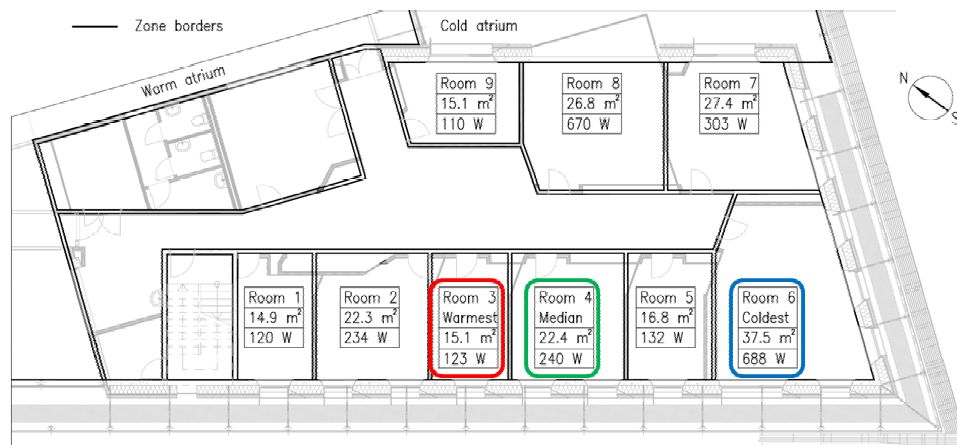 Zone borders
Cold atrium
Warm atrium
Room 9
15.1 m²
110 W
Room 8
26.8 m²
670 W
Room 7
27.4 m²
303 W
N
S
Room 1
14.9 m²
120 W
Room 2
22.3 m²
234 W
Room 3
Warmest
15.1 m²
123 W
Room 4
Median
22.4 m²
240 W
Room 5
16.8 m²
132 W
Room 6
Coldest
37.5 m²
688 W